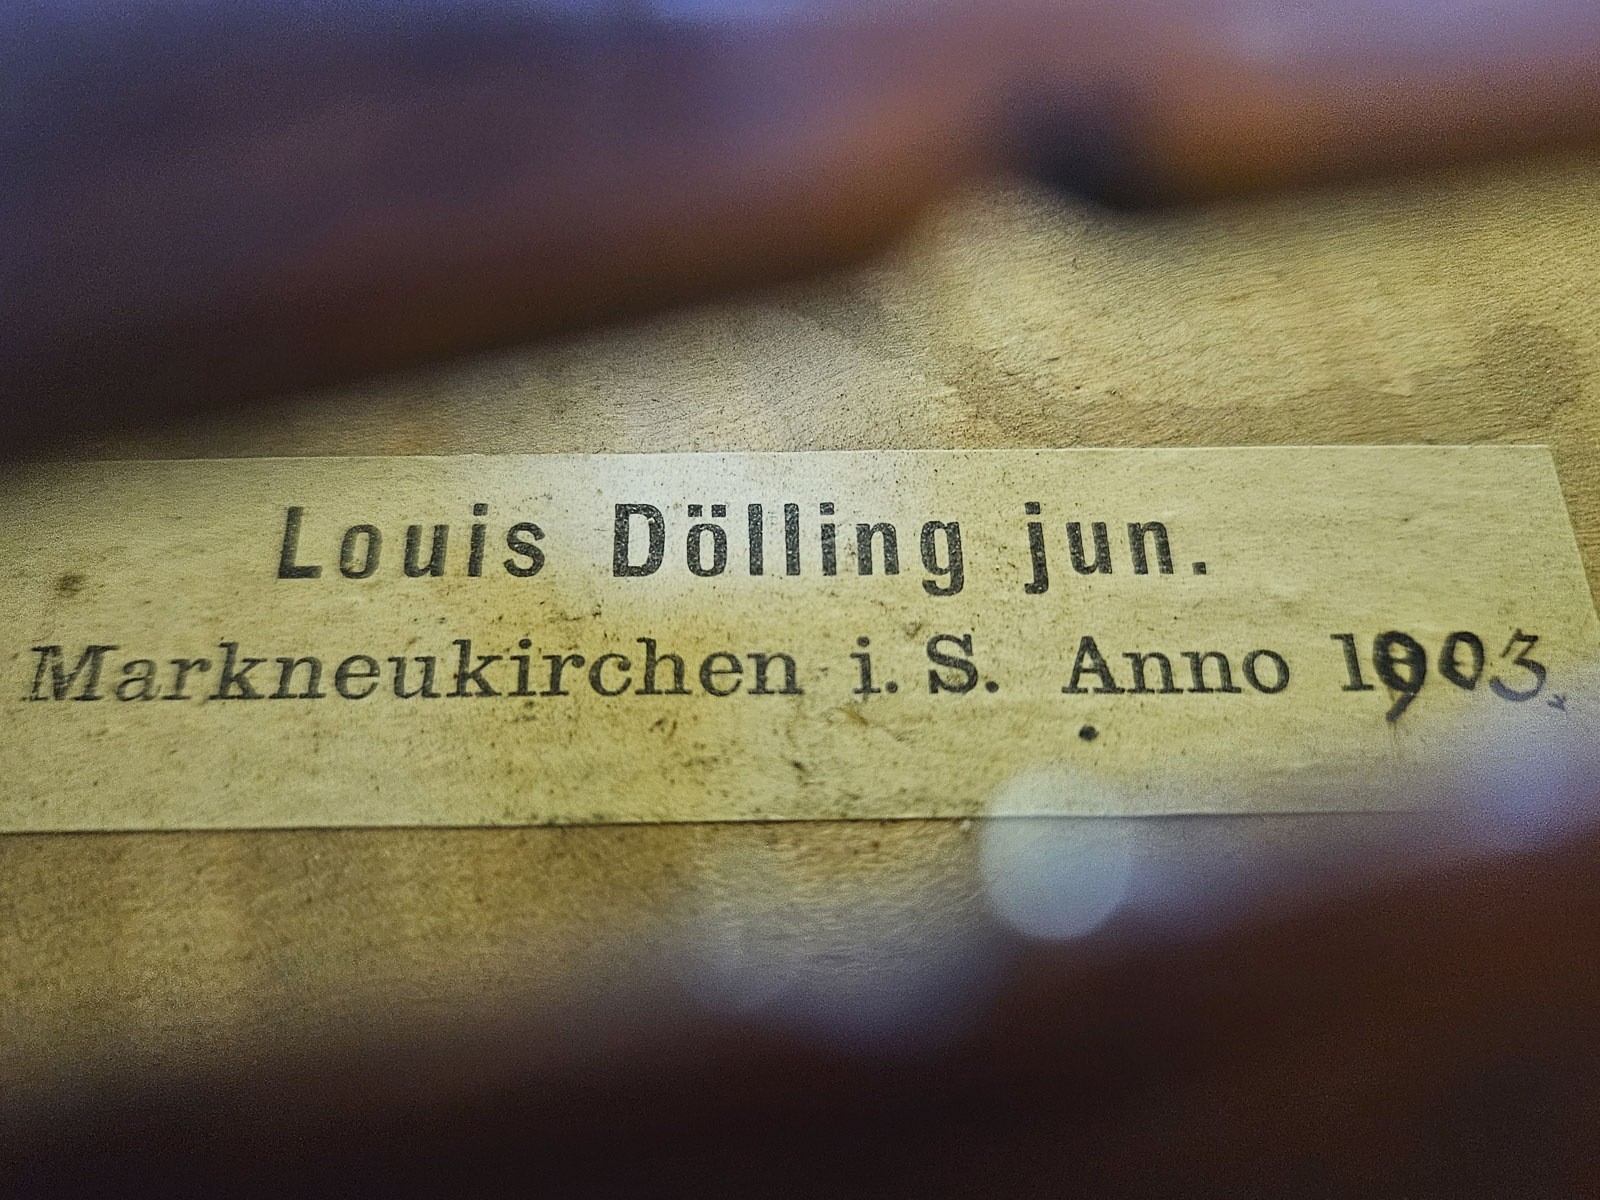 Louis Dölling jun.
Markneukirchen i. S. Anno 1903